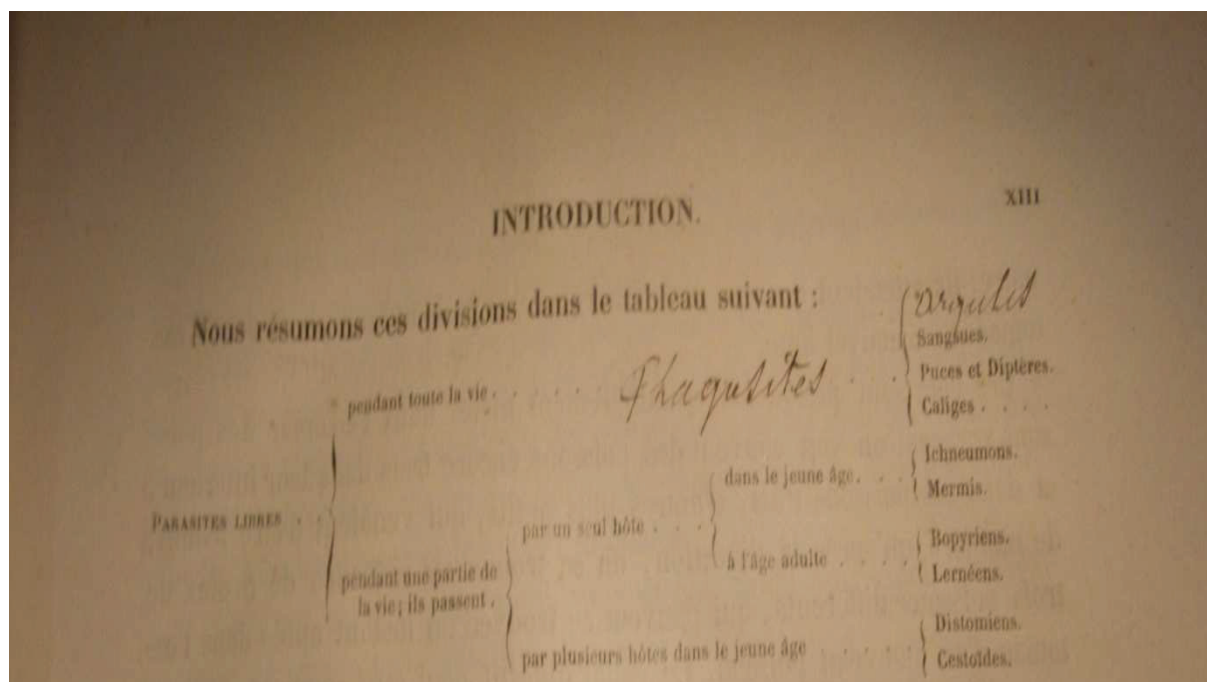 INTRODUCTION. XIII
Nous résumons ces divisions dans le tableau suivant :
argules
Sangsues.
pendant toute la vie . . . . . Phagosites . . . Puces et Diptères.
Caliges . . . .
dans le jeune âge. . . . Ichneumons.
Mermis.
PARASITES LIBRES . .
par un seul hôte . . . .
à l'âge adulte . . . . . Bopyriens.
Lernéens.
pendant une partie de
la vie; ils passent .
par plusieurs hôtes dans le jeune âge . . . . . . Distomiens.
Cestoïdes.